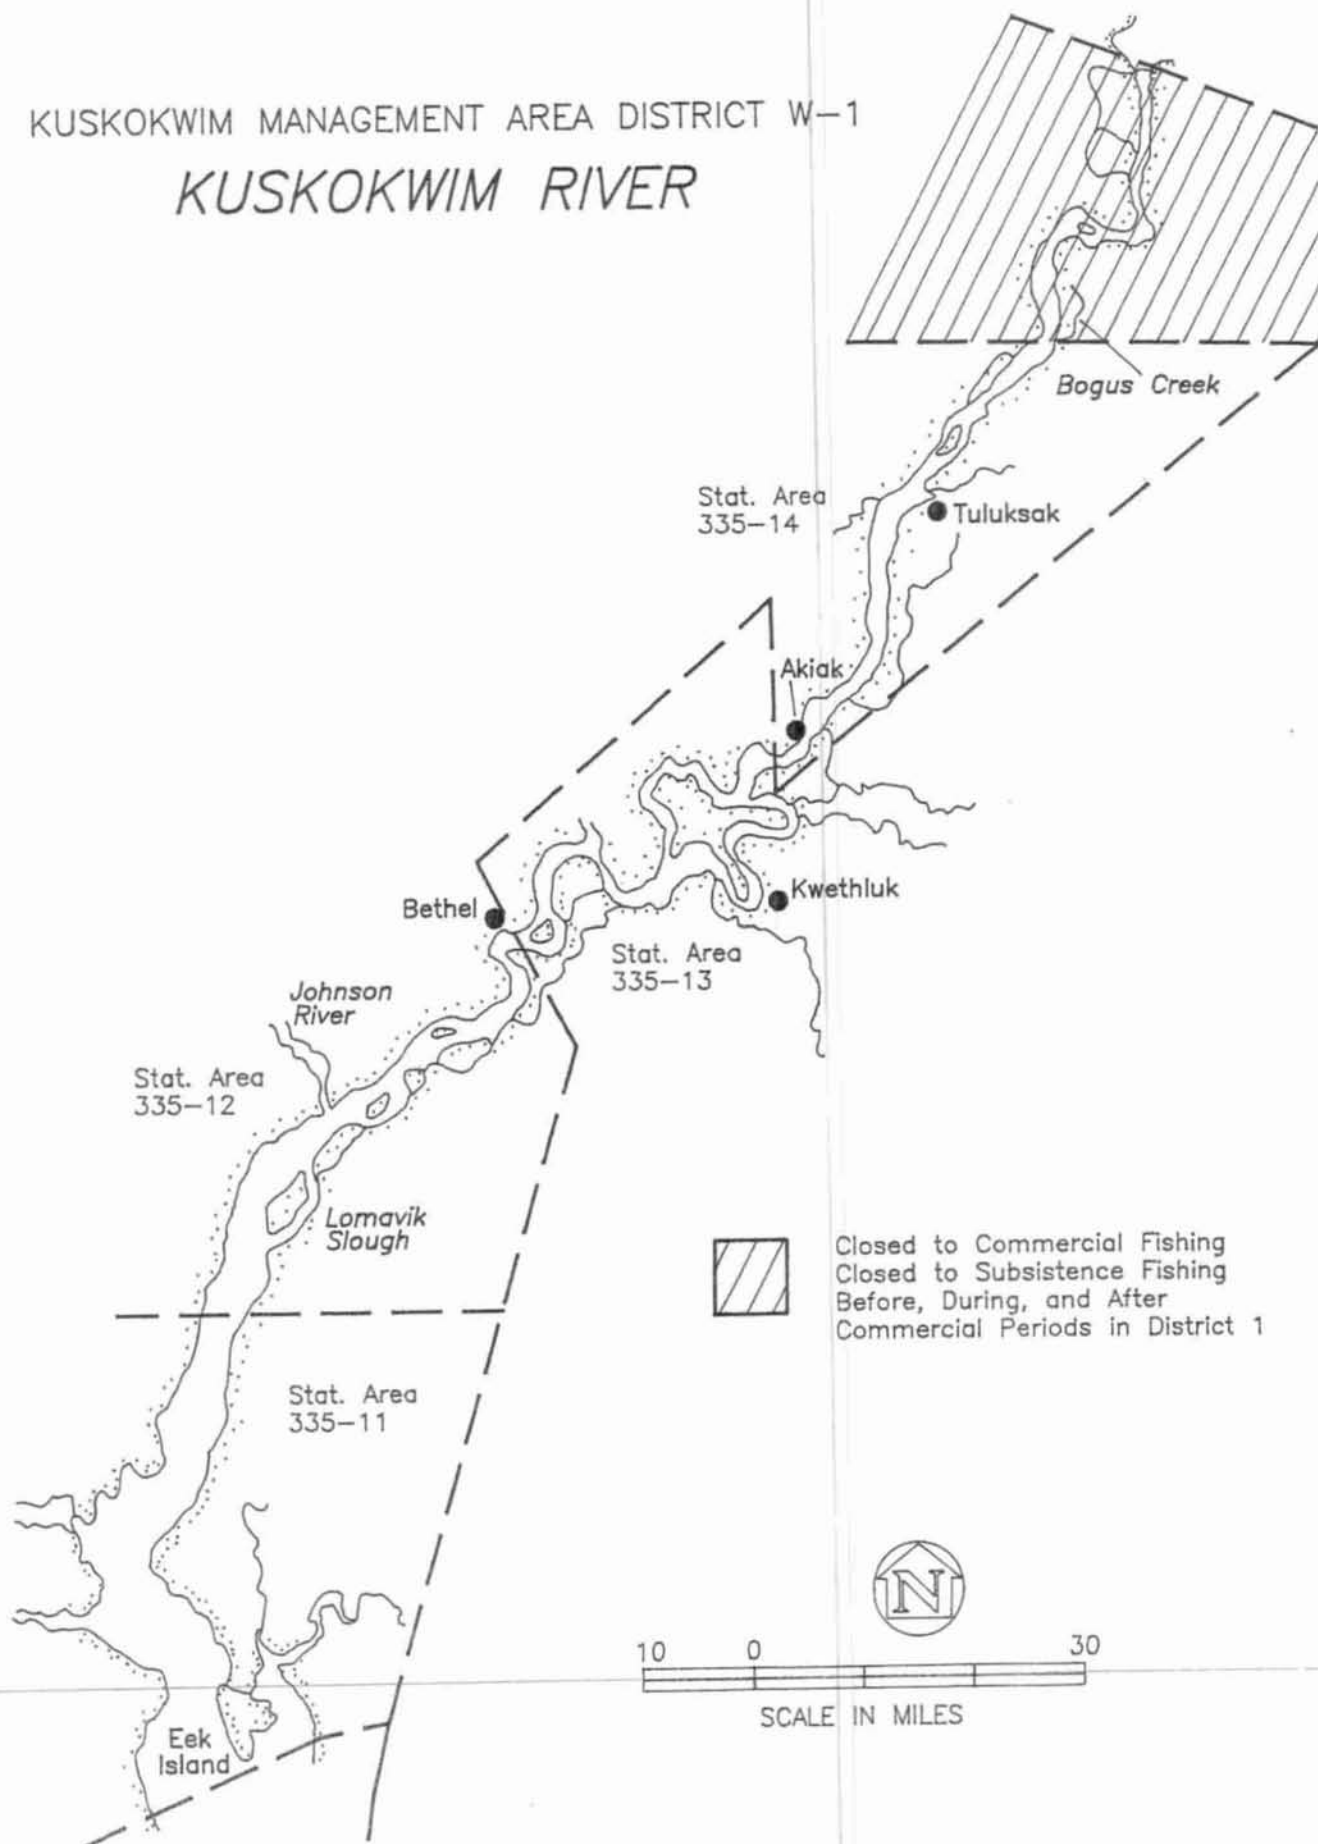 KUSKOKWIM MANAGEMENT AREA DISTRICT W-1
KUSKOKWIM RIVER
Bogus Creek
Stat. Area
335-14
Tuluksak
Akiak
Bethel
Kwethluk
Stat. Area
335-13
Johnson
River
Stat. Area
335-12
Lomavik
Slough
Closed to Commercial Fishing
Closed to Subsistence Fishing
Before, During, and After
Commercial Periods in District 1
Stat. Area
335-11
N
10 0 30
SCALE IN MILES
Eek
Island